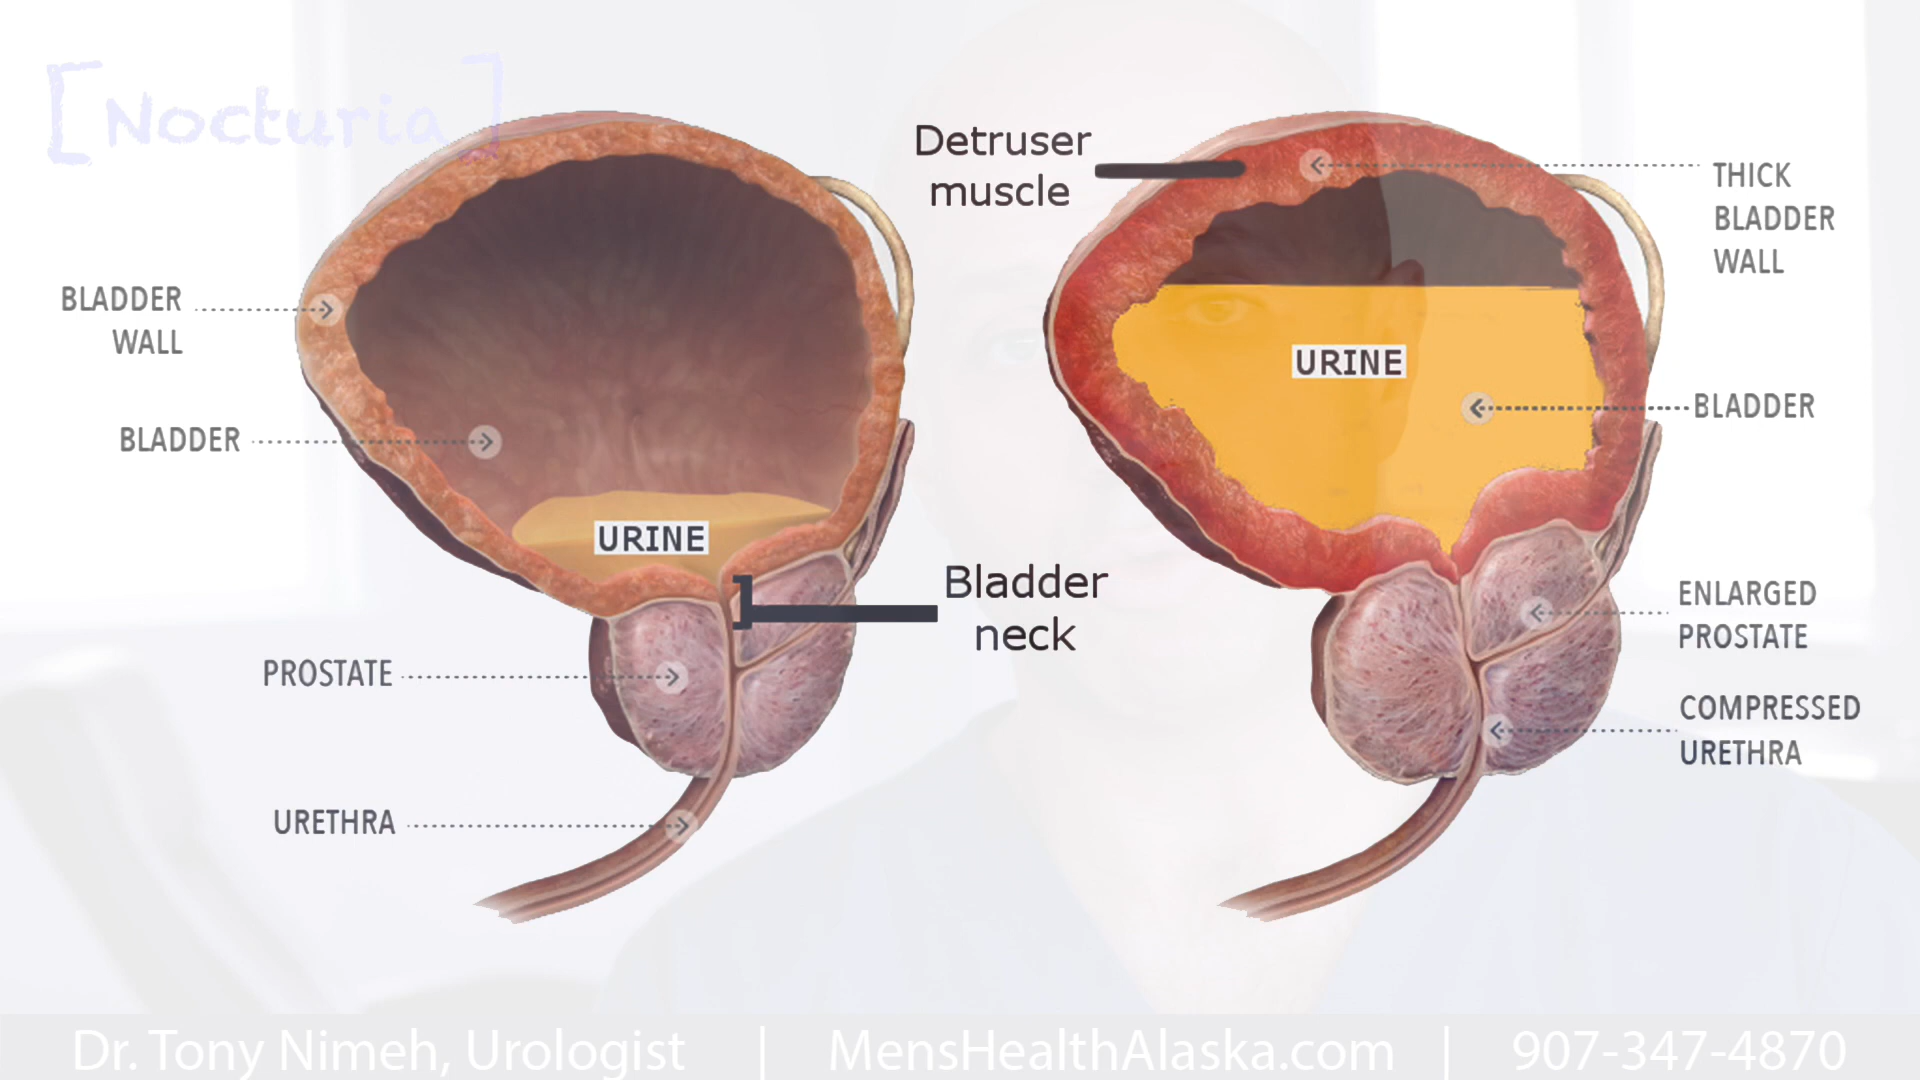 [Nocturia]
Detruser
muscle
THICK
BLADDER
WALL
BLADDER
WALL
URINE
BLADDER
BLADDER
URINE
Bladder
neck
ENLARGED
PROSTATE
PROSTATE
COMPRESSED
URETHRA
URETHRA
Dr. Tony Nimeh, Urologist | MensHealthAlaska.com | 907-347-4870